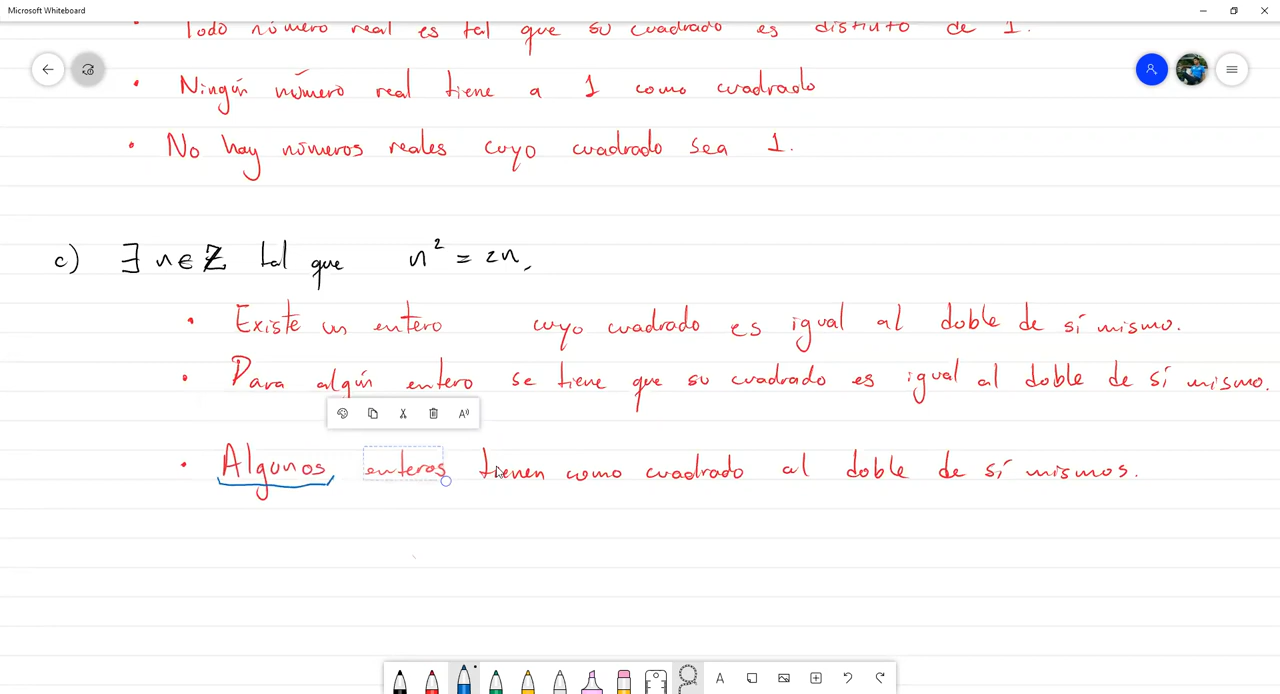 Microsoft Whiteboard
• Todo número real es tal que su cuadrado es distinto de 1.
• Ningún número real tiene a 1 como cuadrado
• No hay números reales cuyo cuadrado sea 1.
c) ∃ n ∈ ℤ tal que n² = 2n,
• Existe un entero cuyo cuadrado es igual al doble de sí mismo.
• Para algún entero se tiene que su cuadrado es igual al doble de sí mismo.
• Algunos enteros tienen como cuadrado al doble de sí mismos.